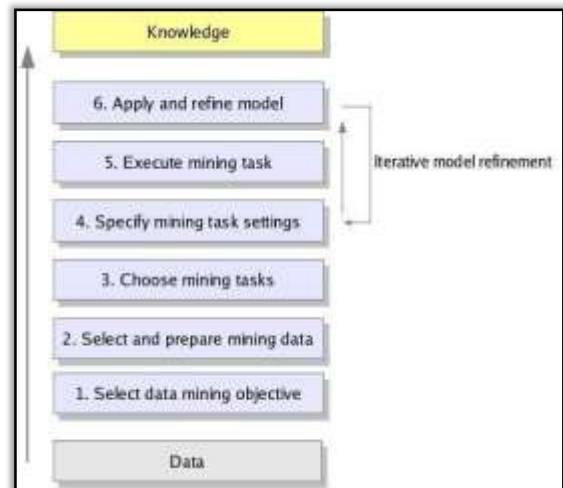 Knowledge
6. Apply and refine model
5. Execute mining task
Iterative model refinement
4. Specify mining task settings
3. Choose mining tasks
2. Select and prepare mining data
1. Select data mining objective
Data